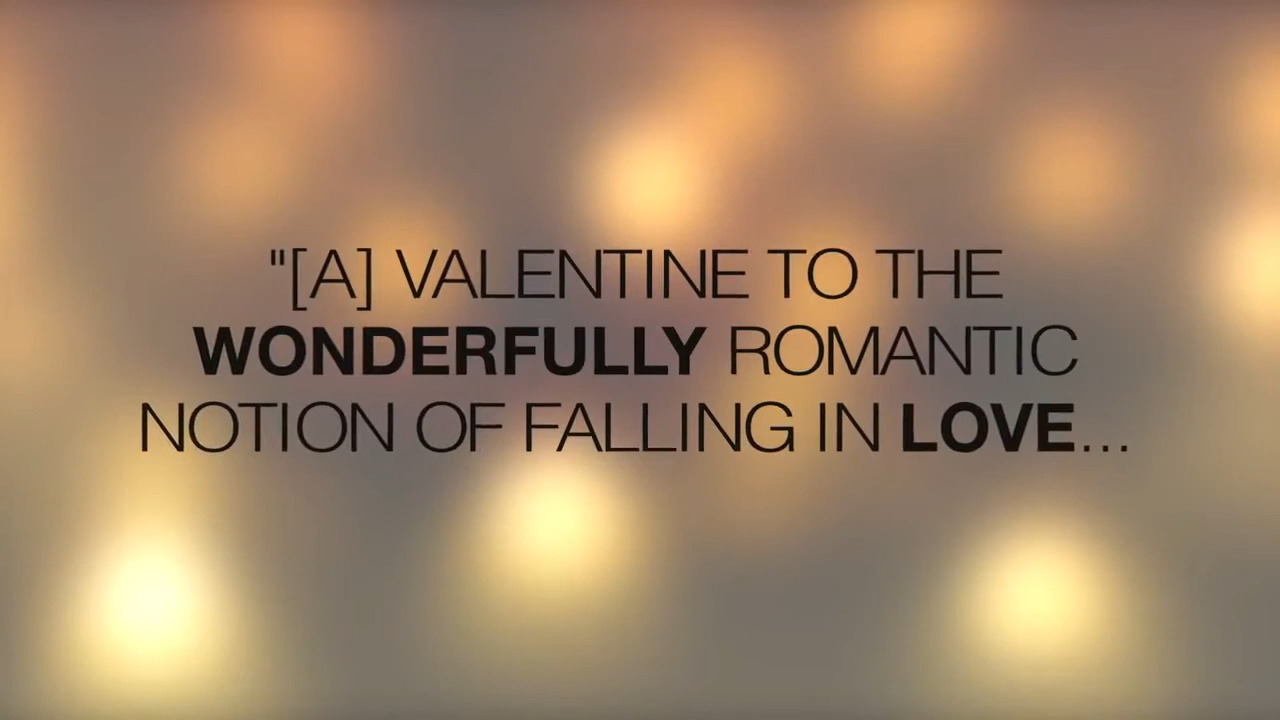 "[A] VALENTINE TO THE
WONDERFULLY ROMANTIC
NOTION OF FALLING IN LOVE...